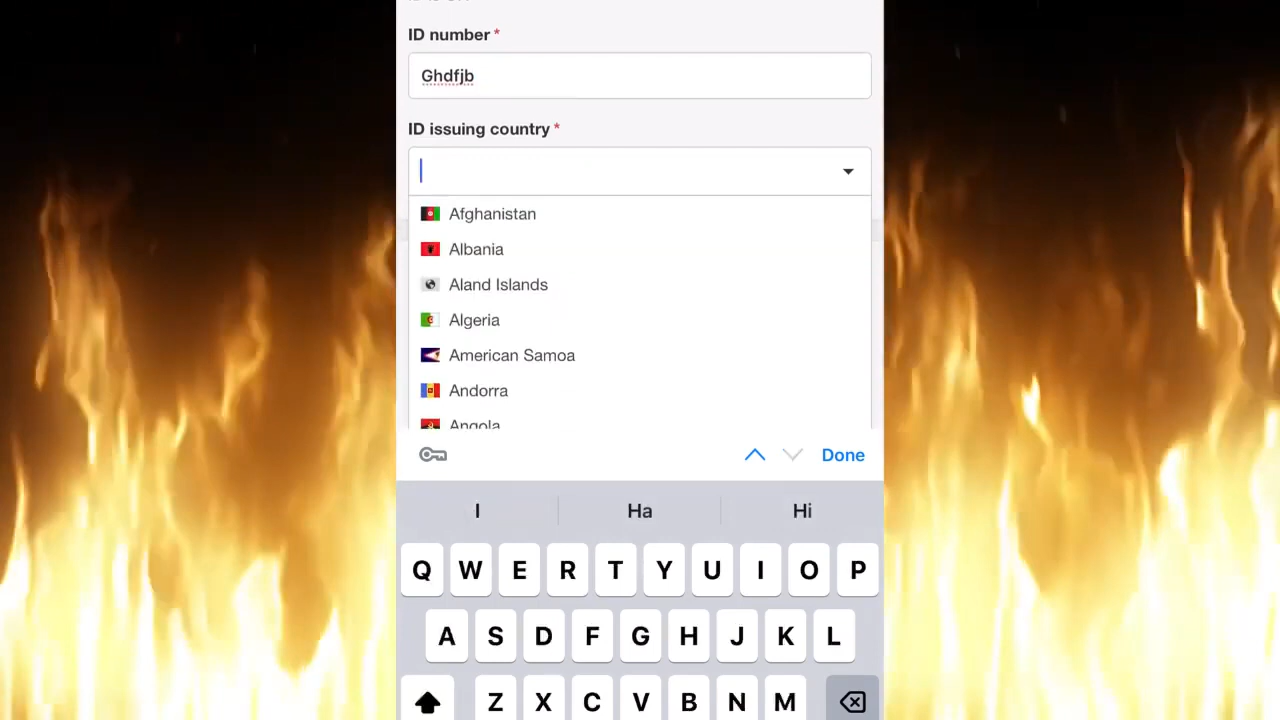 ID number *
Ghdfjb
ID issuing country *
Afghanistan
Albania
Aland Islands
Algeria
American Samoa
Andorra
Angola
Done
I Ha Hi
Q W E R T Y U I O P
A S D F G H J K L
Z X C V B N M